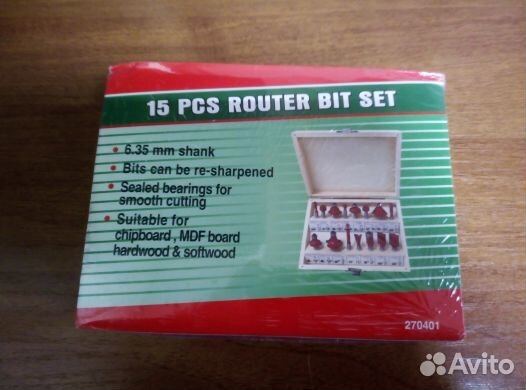 15 PCS ROUTER BIT SET
• 6.35 mm shank
• Bits can be re-sharpened
• Sealed bearings for
smooth cutting
• Suitable for
chipboard, MDF board
hardwood & softwood
270401
Avito